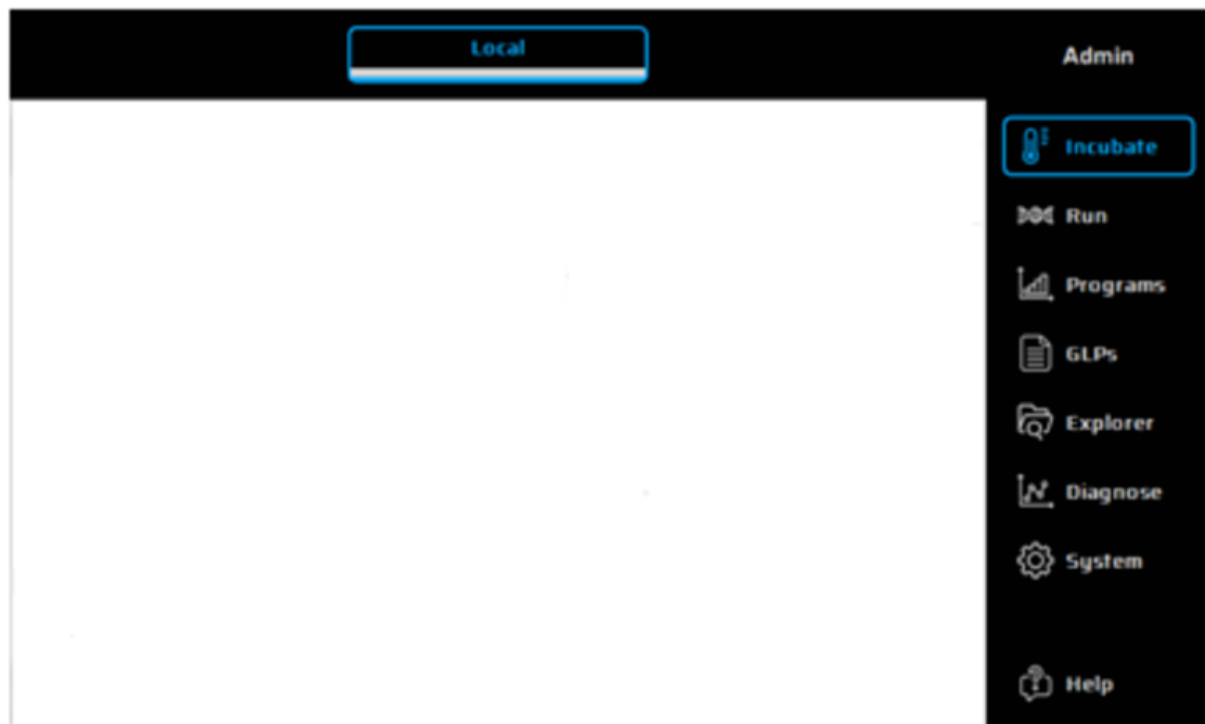 Local
Admin
Incubate
Run
Programs
GLPs
Explorer
Diagnose
System
Help